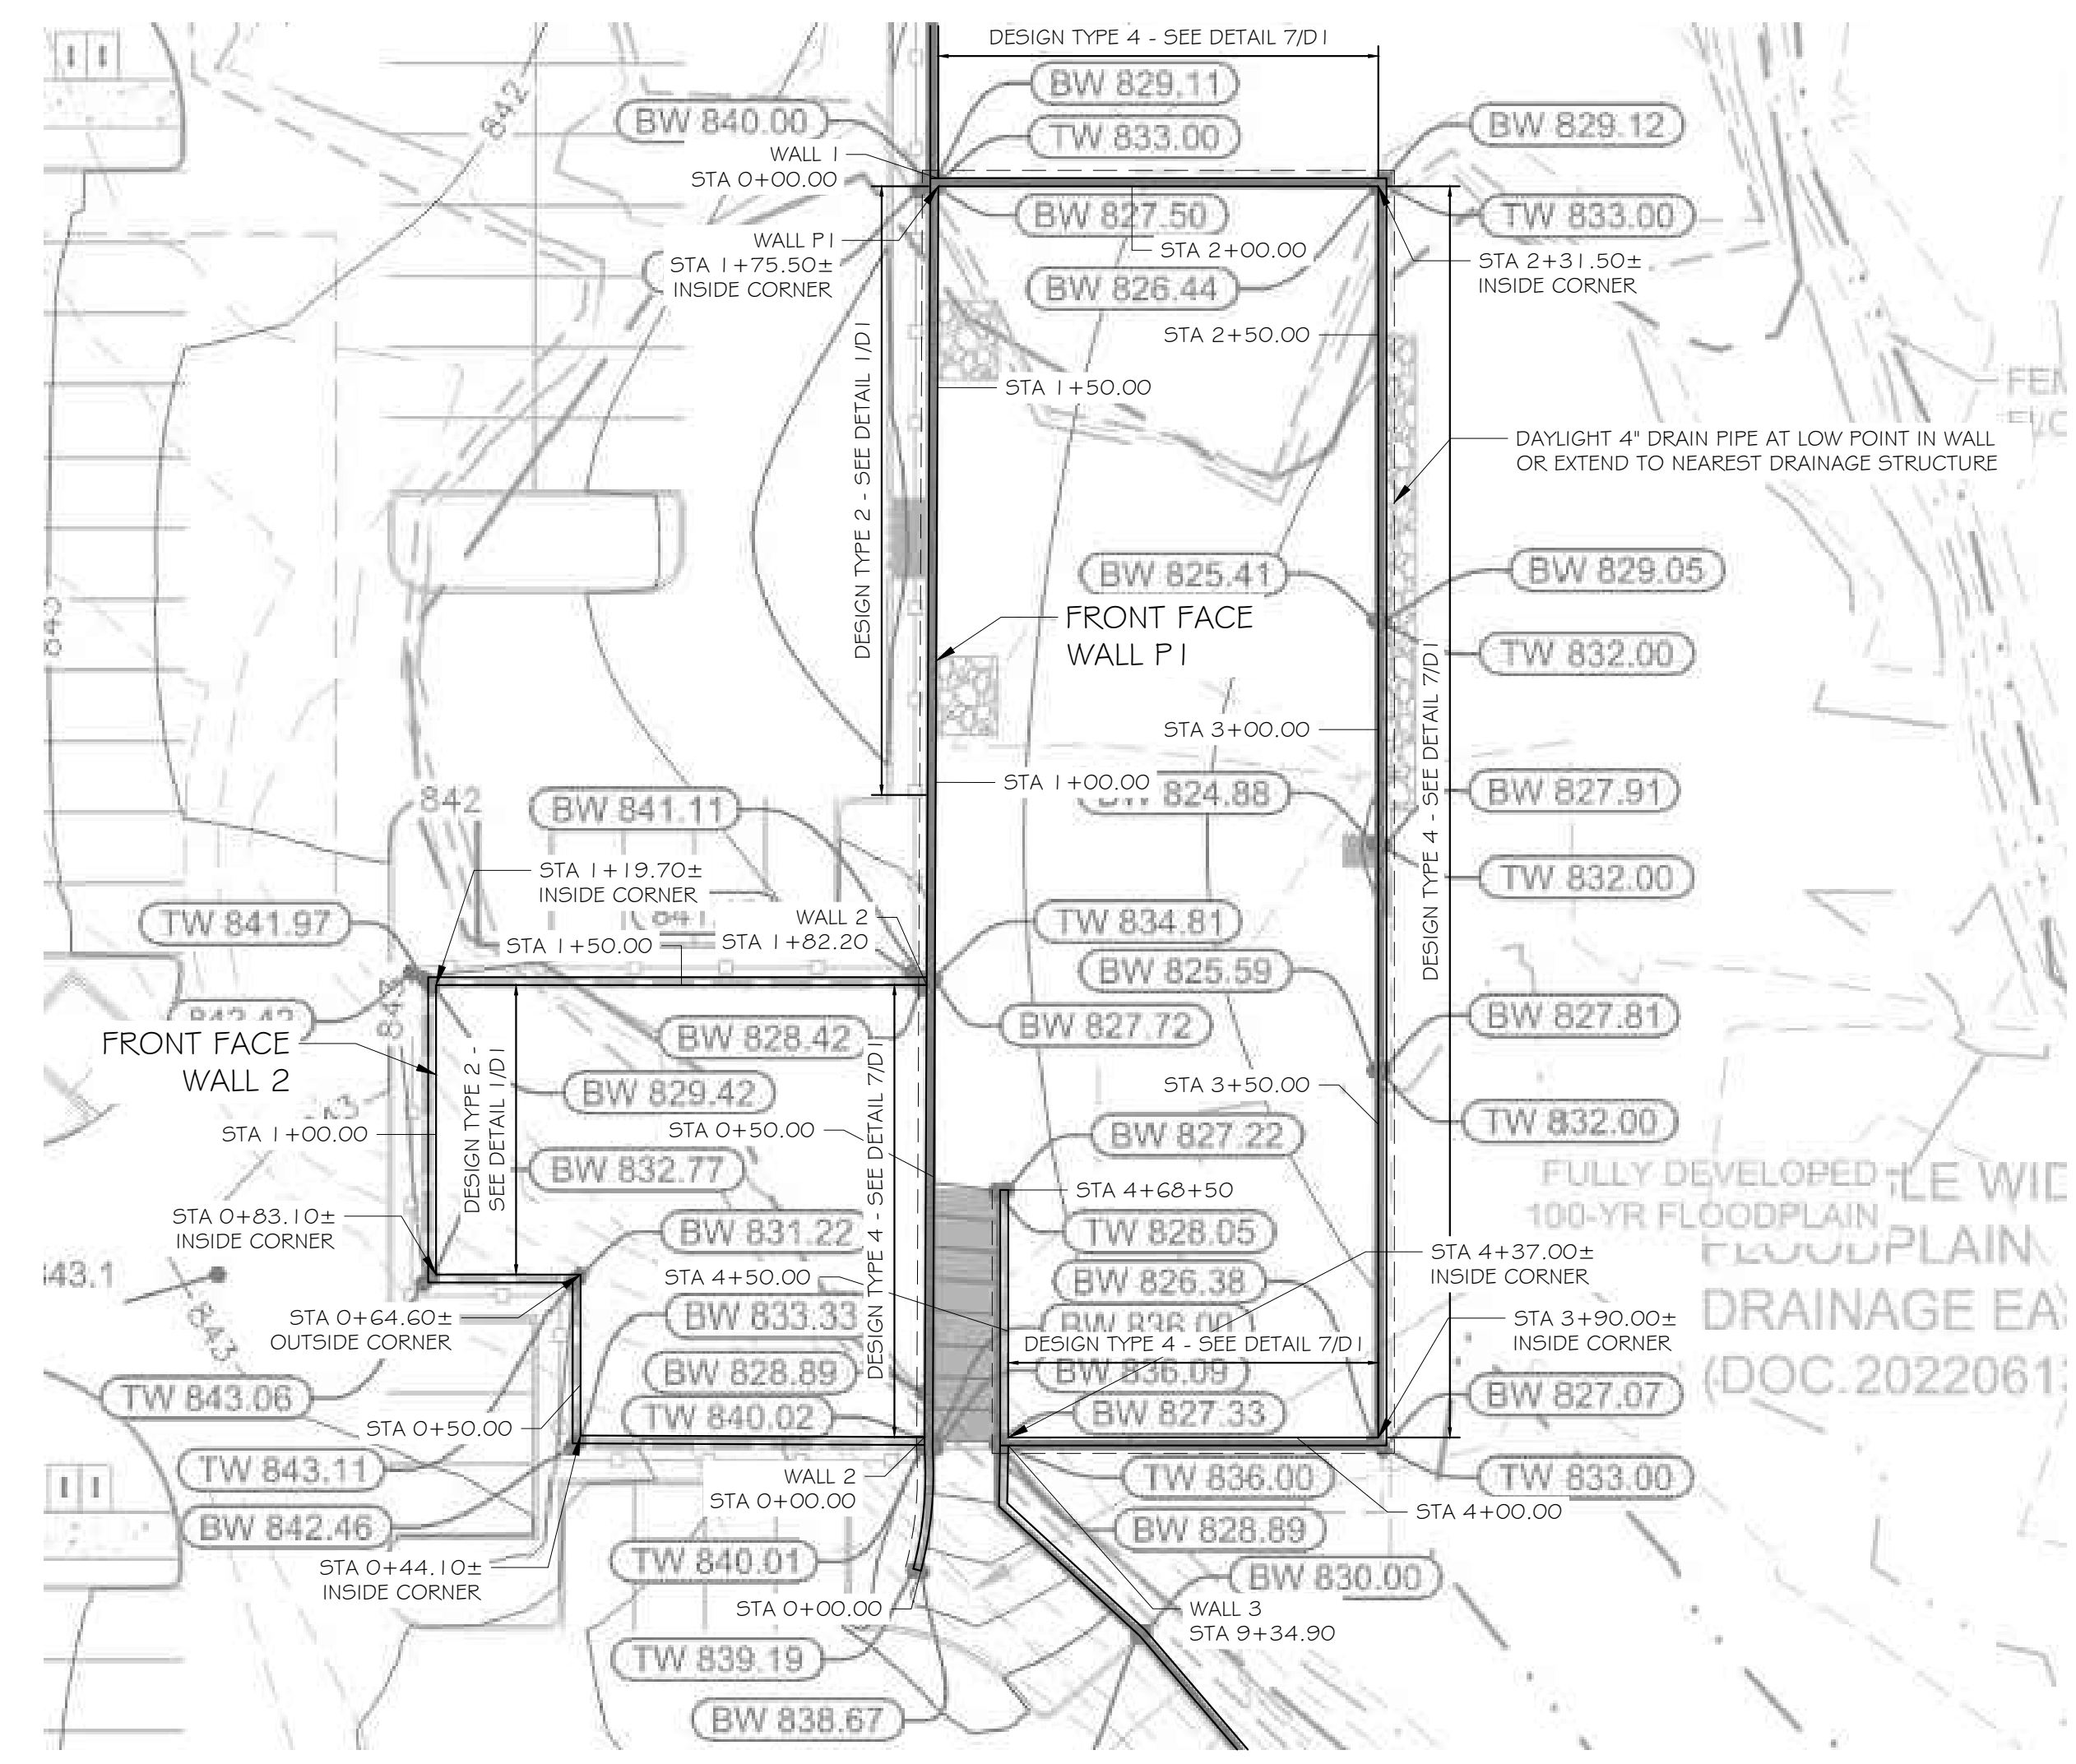 DESIGN TYPE 4 - SEE DETAIL 7/D1
BW 829.11
BW 840.00
BW 829.12
TW 833.00
WALL 1
STA 0+00.00
842
BW 827.50
TW 833.00
WALL P1
STA 1+75.50±
INSIDE CORNER
STA 2+00.00
STA 2+31.50±
INSIDE CORNER
BW 826.44
STA 2+50.00
DESIGN TYPE 2 - SEE DETAIL 1/D1
STA 1+50.00
DAYLIGHT 4" DRAIN PIPE AT LOW POINT IN WALL
OR EXTEND TO NEAREST DRAINAGE STRUCTURE
BW 825.41
BW 829.05
FRONT FACE
WALL P1
TW 832.00
STA 3+00.00
STA 1+00.00
824.88
BW 827.91
DESIGN TYPE 4 - SEE DETAIL 7/D1
842
BW 841.11
STA 1+19.70±
INSIDE CORNER
TW 832.00
TW 841.97
WALL 2
STA 1+82.20
STA 1+50.00
TW 834.81
BW 825.59
BW 827.81
FRONT FACE
WALL 2
BW 828.42
BW 827.72
DESIGN TYPE 2 -
SEE DETAIL 1/D1
BW 829.42
STA 3+50.00
TW 832.00
STA 1+00.00
STA 0+50.00
BW 827.22
DESIGN TYPE 4 - SEE DETAIL 7/D1
BW 832.77
STA 4+68+50
FULLY DEVELOPED
100-YR FLOODPLAIN
STA 0+83.10±
INSIDE CORNER
BW 831.22
TW 828.05
STA 4+37.00±
INSIDE CORNER
843.1
STA 4+50.00
BW 826.38
843
STA 0+64.60±
OUTSIDE CORNER
BW 833.33
BW 836.00
STA 3+90.00±
INSIDE CORNER
DRAINAGE EA
DESIGN TYPE 4 - SEE DETAIL 7/D1
BW 828.89
BW 836.09
(DOC.2022061
TW 843.06
TW 840.02
BW 827.33
BW 827.07
STA 0+50.00
TW 843.11
WALL 2
STA 0+00.00
TW 836.00
TW 833.00
STA 4+00.00
BW 842.46
BW 828.89
STA 0+44.10±
INSIDE CORNER
TW 840.01
BW 830.00
STA 0+00.00
WALL 3
STA 9+34.90
TW 839.19
BW 838.67